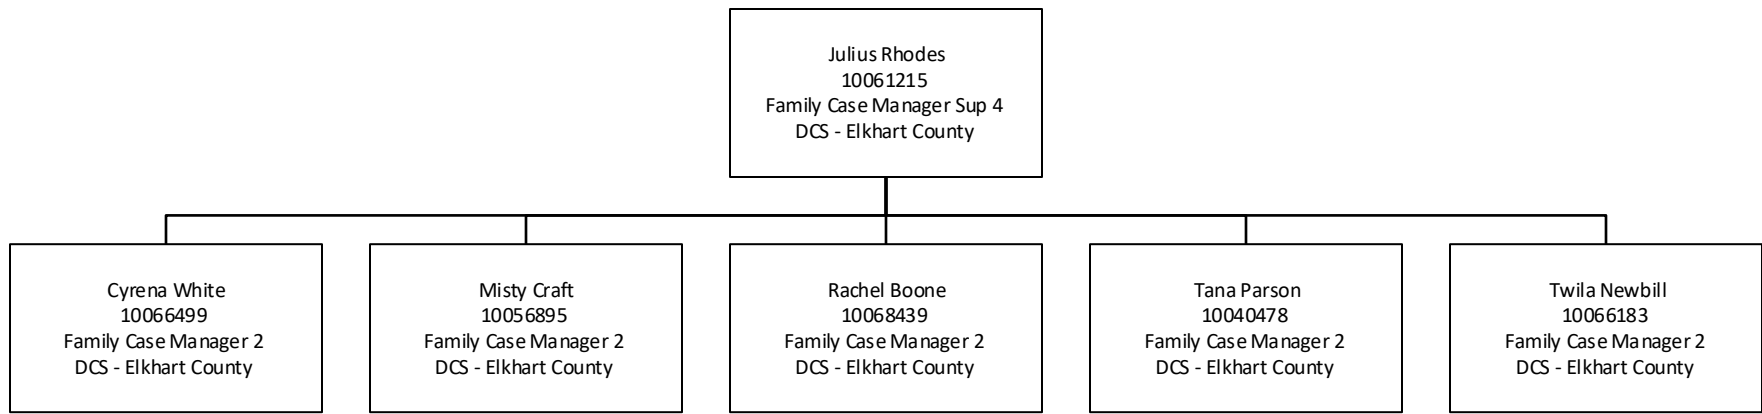 Julius Rhodes
10061215
Family Case Manager Sup 4
DCS - Elkhart County
Cyrena White
10066499
Family Case Manager 2
DCS - Elkhart County
Misty Craft
10056895
Family Case Manager 2
DCS - Elkhart County
Rachel Boone
10068439
Family Case Manager 2
DCS - Elkhart County
Tana Parson
10040478
Family Case Manager 2
DCS - Elkhart County
Twila Newbill
10066183
Family Case Manager 2
DCS - Elkhart County